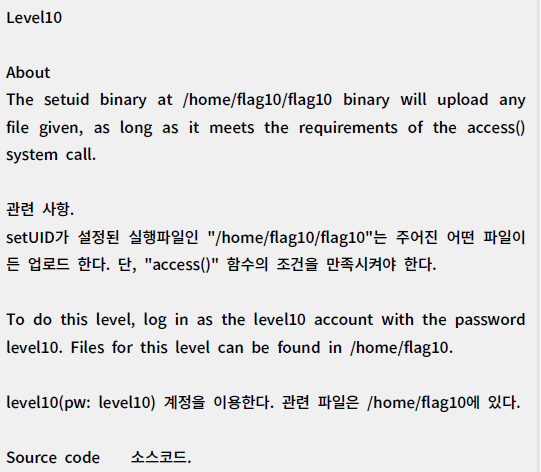 Level10
About
The setuid binary at /home/flag10/flag10 binary will upload any
file given, as long as it meets the requirements of the access()
system call.
관련 사항.
setUID가 설정된 실행파일인 "/home/flag10/flag10"는 주어진 어떤 파일이
든 업로드 한다. 단, "access()" 함수의 조건을 만족시켜야 한다.
To do this level, log in as the level10 account with the password
level10. Files for this level can be found in /home/flag10.
level10(pw: level10) 계정을 이용한다. 관련 파일은 /home/flag10에 있다.
Source code 소스코드.